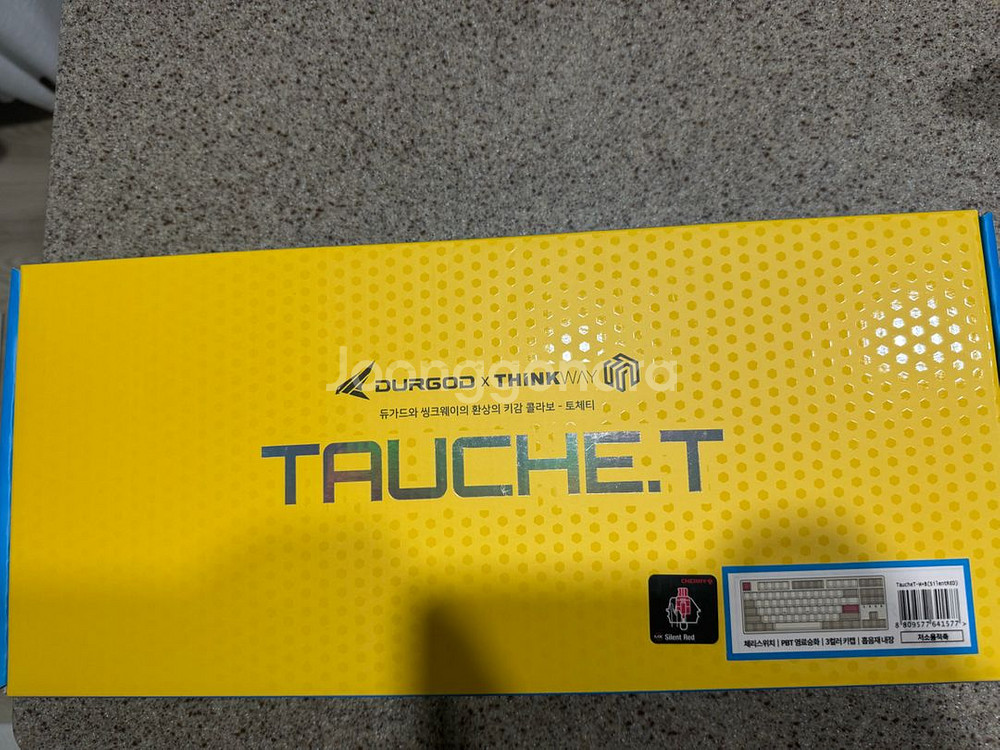 Joonggonara
DURGOD x THINKWAY
듀가드와 씽크웨이의 환상의 키감 콜라보 - 토체티
TAUCHE.T
CHERRY
Silent Red
8 809577 641577 >
체리스위치 | PBT 염료승화 | 3컬러 키캡 | 흡음재 내장
저소음적축